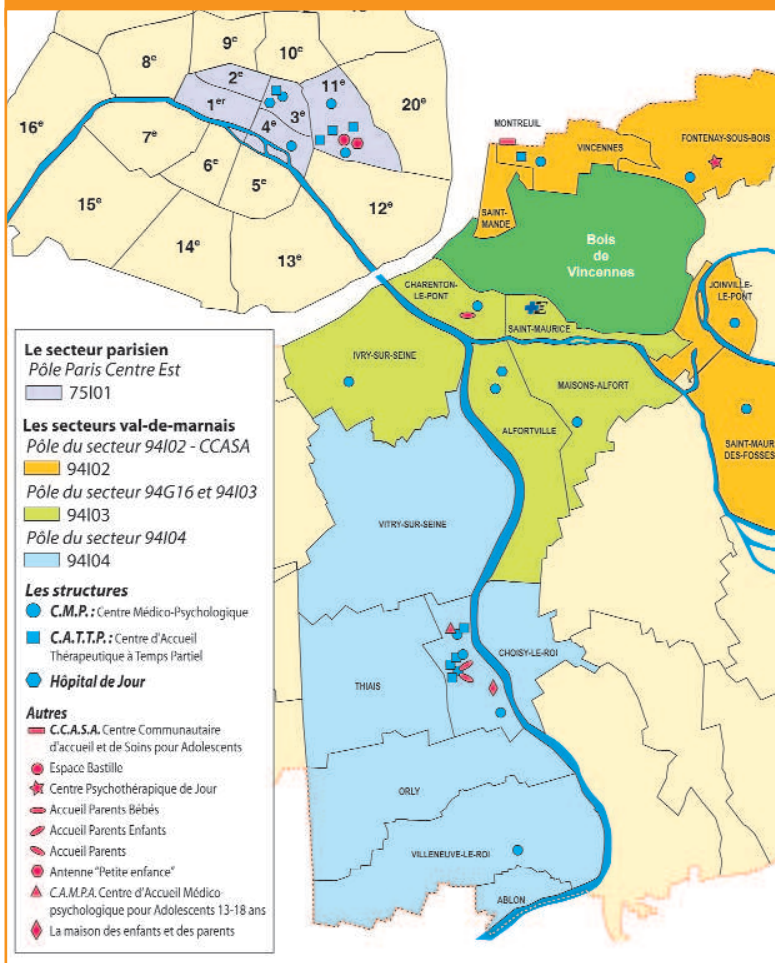 9e
10e
8e
2e
11e
1er
3e
20e
16e
4e
7e
6e
5e
15e
12e
14e
13e
MONTREUIL
VINCENNES
FONTENAY-SOUS-BOIS
SAINT-
MANDE
Bois
de
Vincennes
CHARENTON-
LE-PONT
SAINT-MAURICE
JOINVILLE-
LE-PONT
IVRY-SUR-SEINE
MAISONS-ALFORT
ALFORTVILLE
SAINT-MAUR
DES-FOSSES
VITRY-SUR-SEINE
CHOISY-LE-ROI
THIAIS
ORLY
VILLENEUVE-LE-ROI
ABLON
Le secteur parisien
Pôle Paris Centre Est
75I01
Les secteurs val-de-marnais
Pôle du secteur 94I02 - CCASA
94I02
Pôle du secteur 94G16 et 94I03
94I03
Pôle du secteur 94I04
94I04
Les structures
C.M.P. : Centre Médico-Psychologique
C.A.T.T.P. : Centre d'Accueil
Thérapeutique à Temps Partiel
Hôpital de Jour
Autres
C.C.A.S.A. Centre Communautaire
d'accueil et de Soins pour Adolescents
Espace Bastille
Centre Psychothérapique de Jour
Accueil Parents Bébés
Accueil Parents Enfants
Accueil Parents
Antenne "Petite enfance"
C.A.M.P.A. Centre d'Accueil Médico
psychologique pour Adolescents 13-18 ans
La maison des enfants et des parents